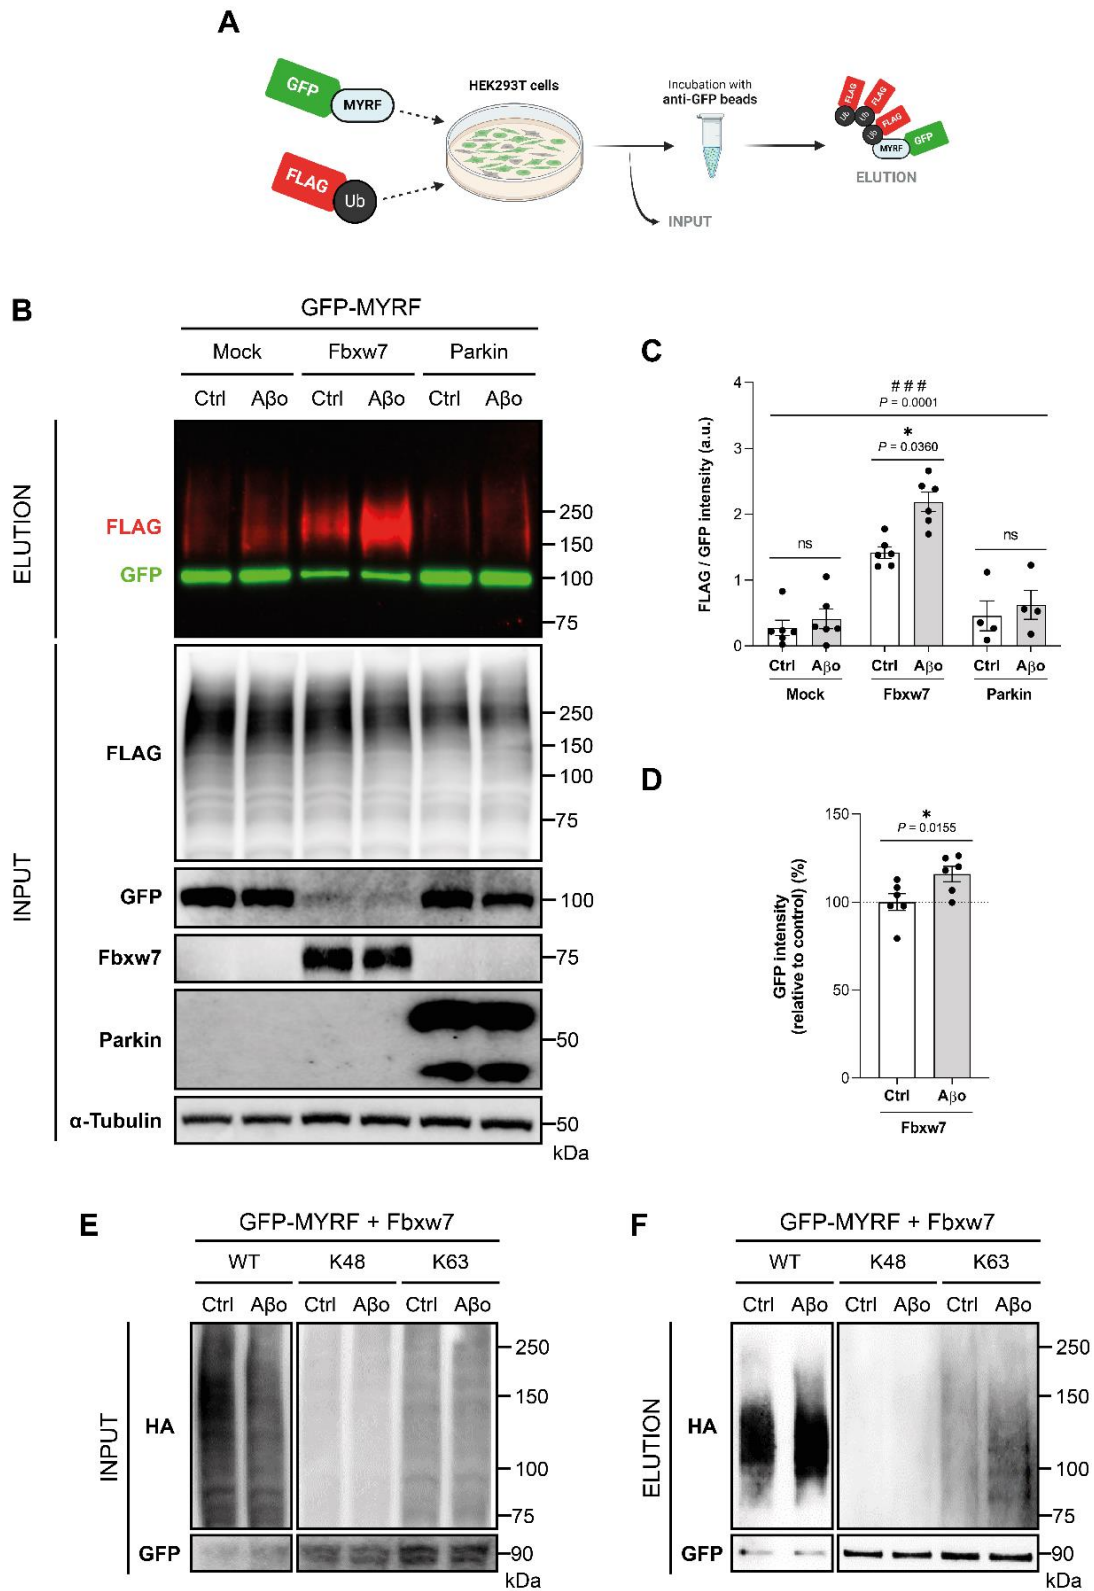 A
GFP
MYRF
FLAG
Ub
HEK293T cells
Incubation with
anti-GFP beads
INPUT
FLAG
FLAG
FLAG
Ub
Ub
Ub
MYRF
GFP
ELUTION
B
GFP-MYRF
Mock Fbxw7 Parkin
Ctrl Aβo Ctrl Aβo Ctrl Aβo
ELUTION
FLAG
GFP
250
150
100
75
INPUT
FLAG
250
150
100
75
GFP
100
Fbxw7
75
Parkin
50
α-Tubulin
50
kDa
C
FLAG / GFP intensity (a.u.)
4
3
2
1
0
###
P = 0.0001
*
P = 0.0360
ns
ns
Ctrl Aβo Ctrl Aβo Ctrl Aβo
Mock Fbxw7 Parkin
D
GFP intensity
(relative to control) (%)
150
100
50
0
*
P = 0.0155
Ctrl Aβo
Fbxw7
E
GFP-MYRF + Fbxw7
WT K48 K63
Ctrl Aβo Ctrl Aβo Ctrl Aβo
INPUT
HA
250
150
100
75
GFP
90
kDa
F
GFP-MYRF + Fbxw7
WT K48 K63
Ctrl Aβo Ctrl Aβo Ctrl Aβo
ELUTION
HA
250
150
100
75
GFP
90
kDa